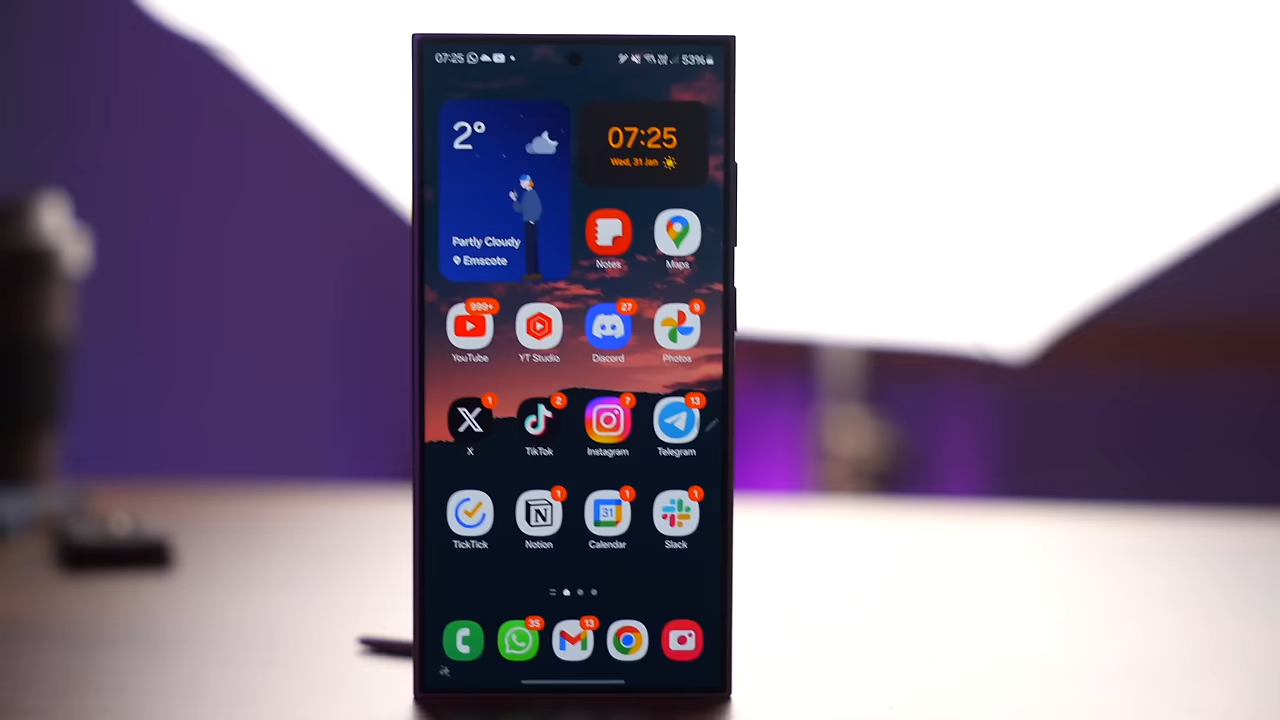 07:25 53%
2°
07:25
Wed, 31 Jan
Partly Cloudy
Emscote
Notes Maps
999+ 27 9
YouTube YT Studio Discord Photos
1 2 7 13
X TikTok Instagram Telegram
1 1 1
31
TickTick Notion Calendar Slack
35 13